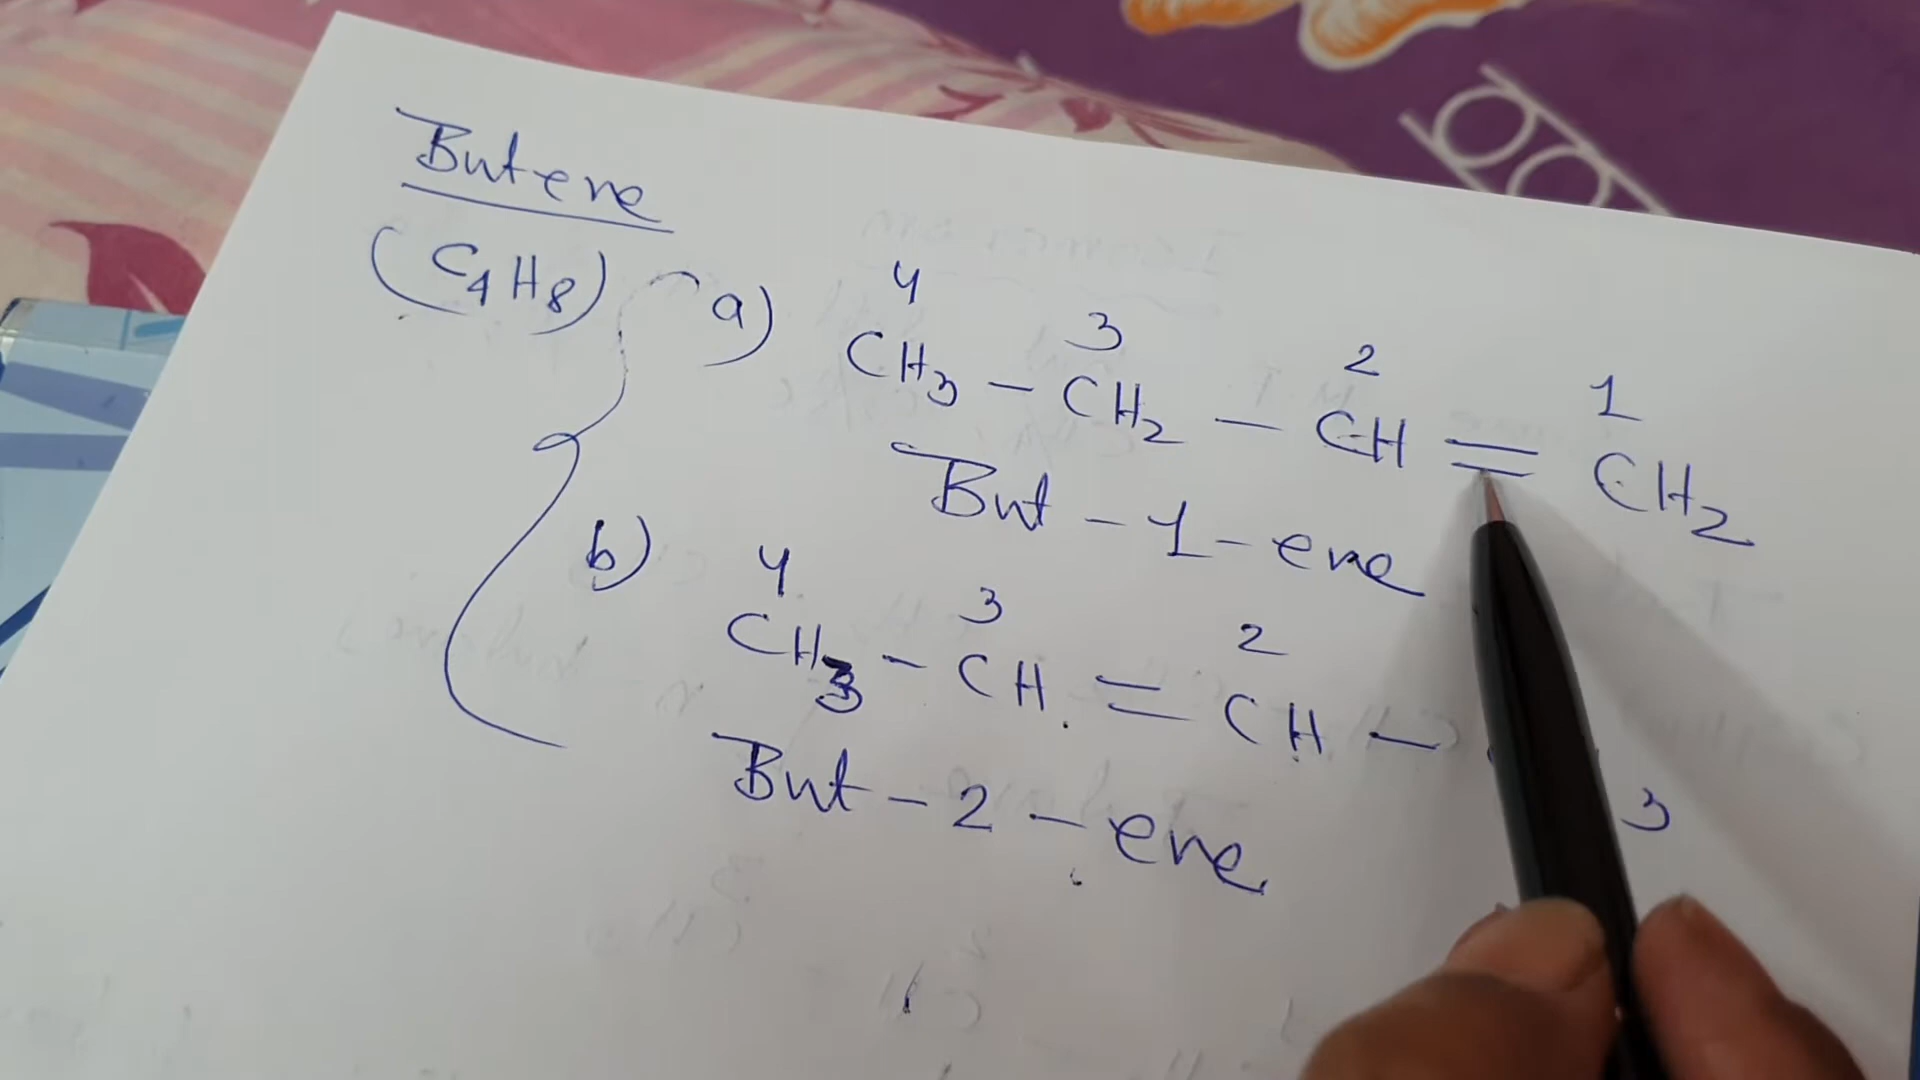 Butene
(C4H8)
a)
4 3 2 1
CH3 - CH2 - CH = CH2
But - 1 - ene
b)
4 3 2
CH3 - CH = CH -
3
But - 2 - ene